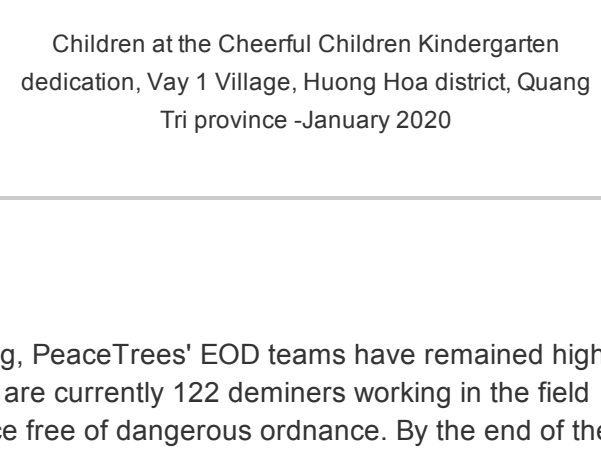 Children at the Cheerful Children Kindergarten
dedication, Vay 1 Village, Huong Hoa district, Quang
Tri province -January 2020
g, PeaceTrees' EOD teams have remained high
are currently 122 deminers working in the field
ce free of dangerous ordnance. By the end of the